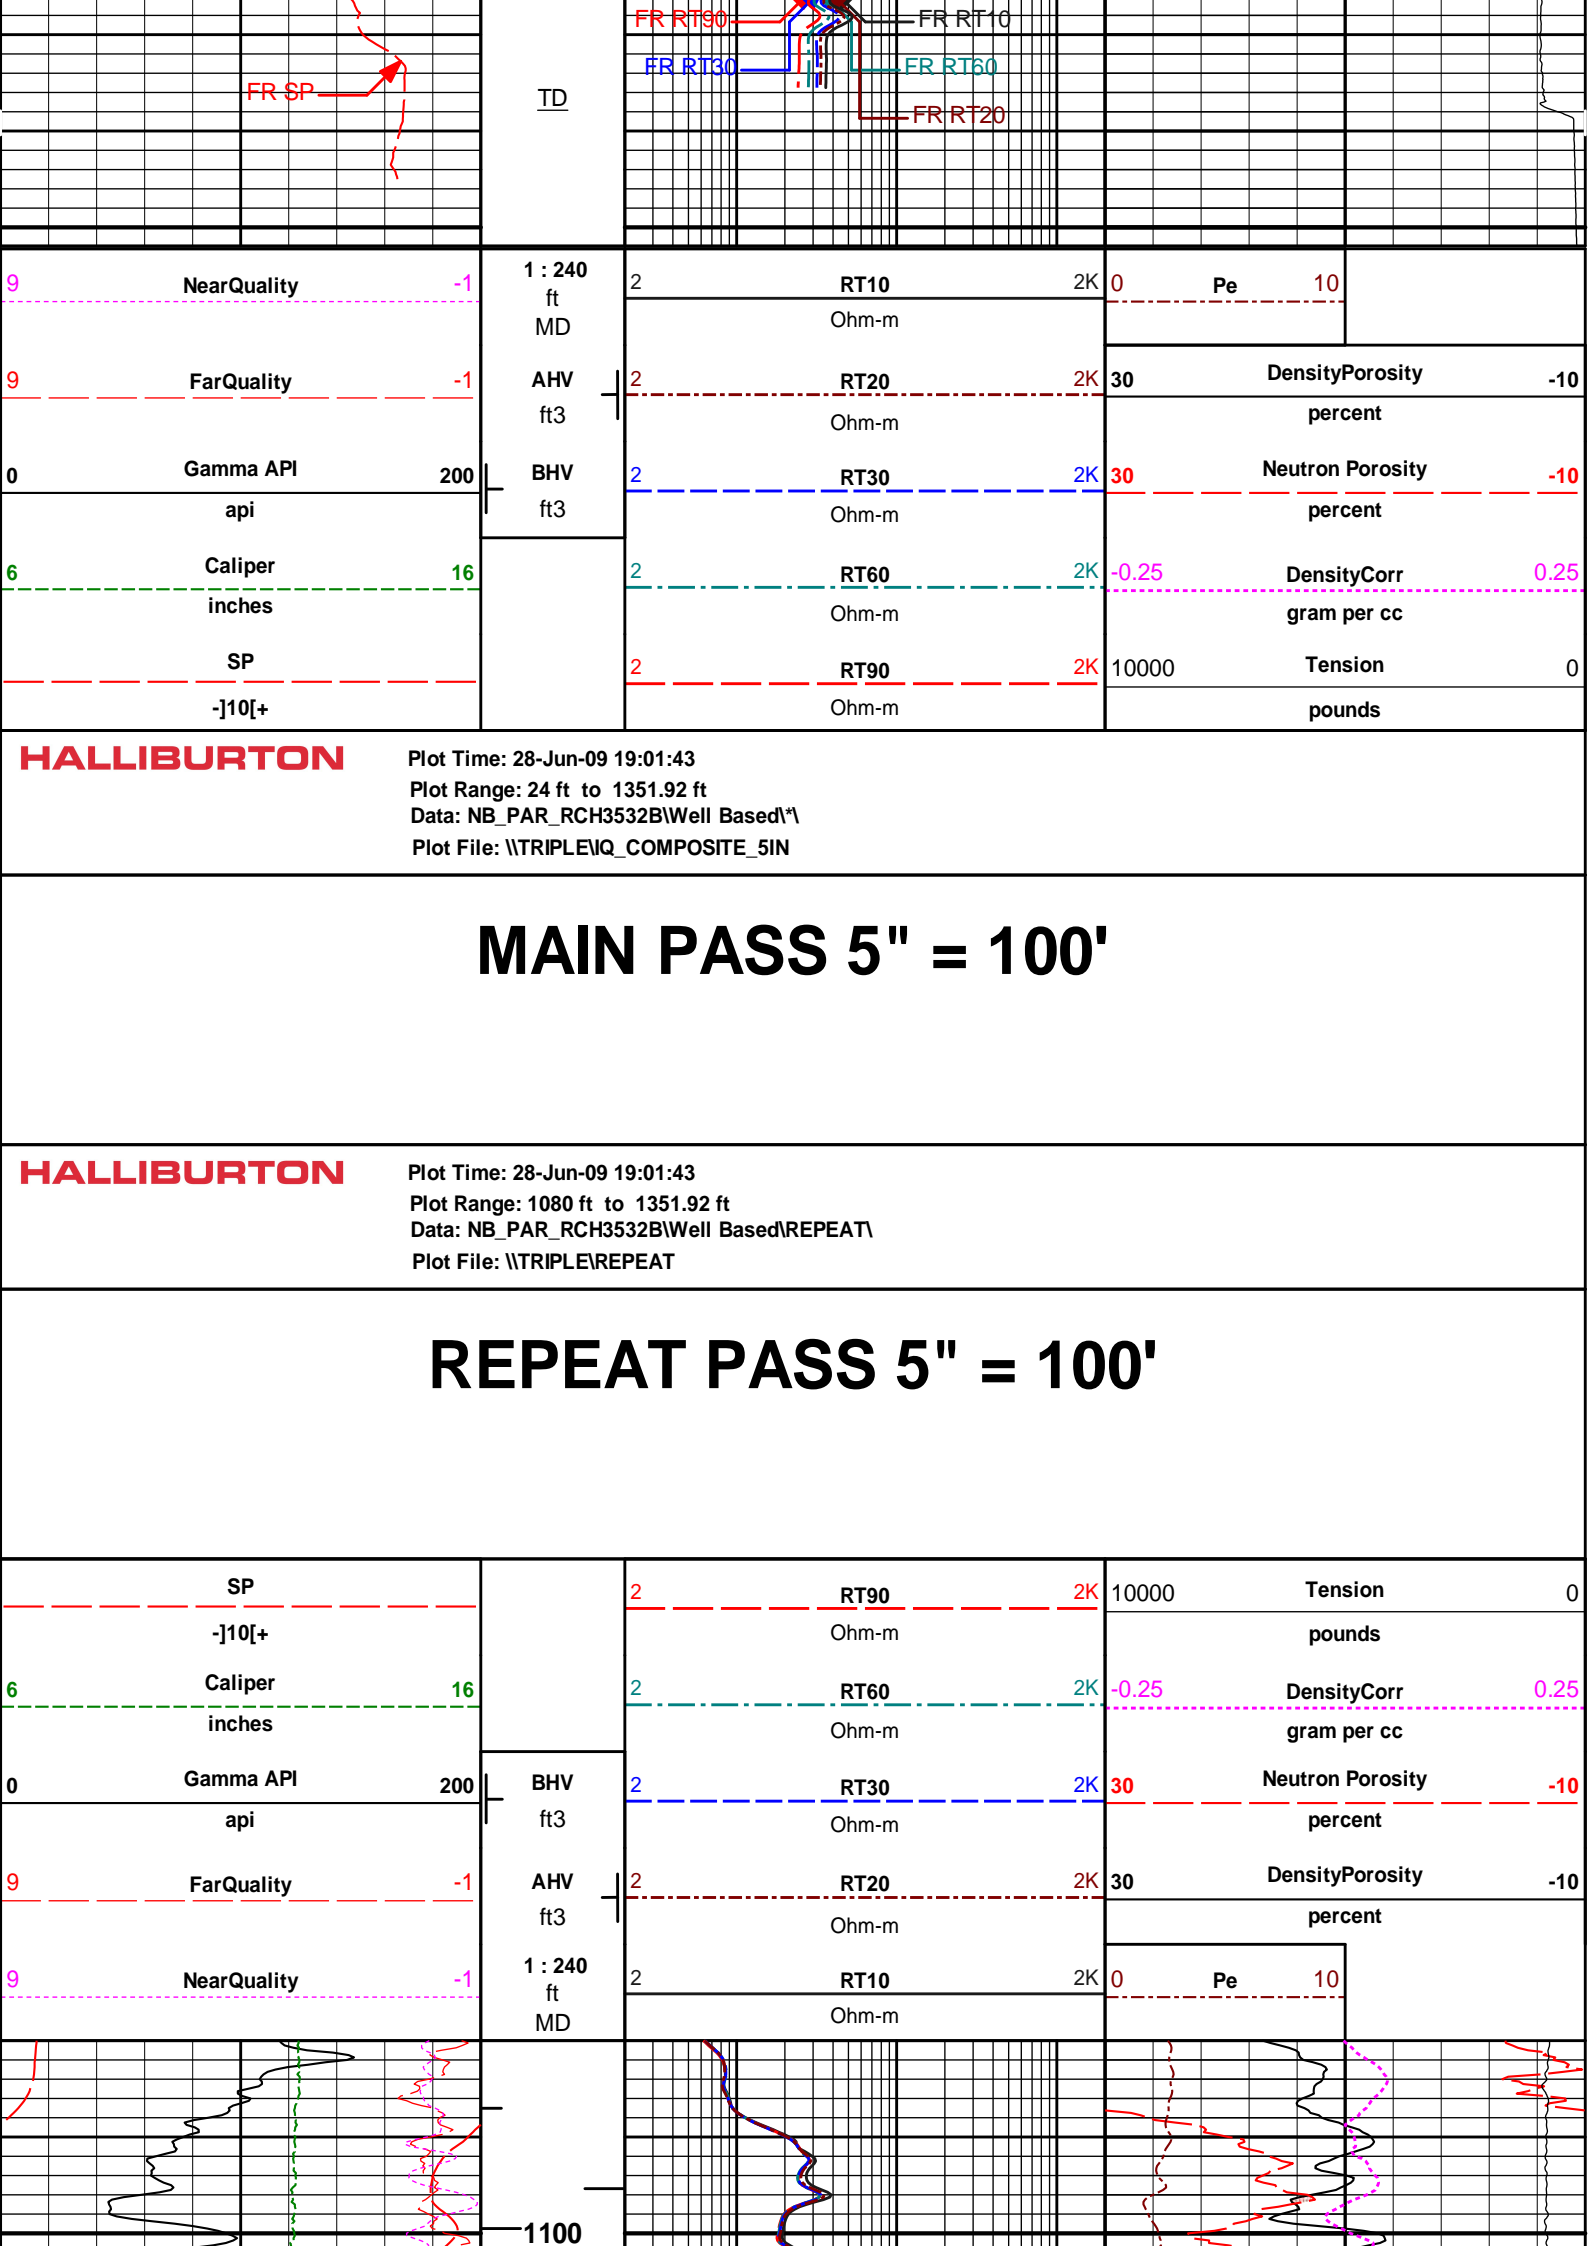 FR RT90 FR RT10
FR RT30 FR RT60
FR SP TD
FR RT20
9 NearQuality -1
1 : 240
ft
MD
2 RT10 2K
Ohm-m
0 Pe 10
9 FarQuality -1
AHV
ft3
2 RT20 2K
Ohm-m
30 DensityPorosity -10
percent
0 Gamma API 200
api
BHV
ft3
2 RT30 2K
Ohm-m
30 Neutron Porosity -10
percent
6 Caliper 16
inches
2 RT60 2K
Ohm-m
-0.25 DensityCorr 0.25
gram per cc
SP
-]10[+
2 RT90 2K
Ohm-m
10000 Tension 0
pounds
HALLIBURTON
Plot Time: 28-Jun-09 19:01:43
Plot Range: 24 ft to 1351.92 ft
Data: NB_PAR_RCH3532B\Well Based\*\
Plot File: \\TRIPLE\IQ_COMPOSITE_5IN
MAIN PASS 5" = 100'
HALLIBURTON
Plot Time: 28-Jun-09 19:01:43
Plot Range: 1080 ft to 1351.92 ft
Data: NB_PAR_RCH3532B\Well Based\REPEAT\
Plot File: \\TRIPLE\REPEAT
REPEAT PASS 5" = 100'
SP
-]10[+
2 RT90 2K
Ohm-m
10000 Tension 0
pounds
6 Caliper 16
inches
2 RT60 2K
Ohm-m
-0.25 DensityCorr 0.25
gram per cc
0 Gamma API 200
api
BHV
ft3
2 RT30 2K
Ohm-m
30 Neutron Porosity -10
percent
9 FarQuality -1
AHV
ft3
2 RT20 2K
Ohm-m
30 DensityPorosity -10
percent
9 NearQuality -1
1 : 240
ft
MD
2 RT10 2K
Ohm-m
0 Pe 10
1100